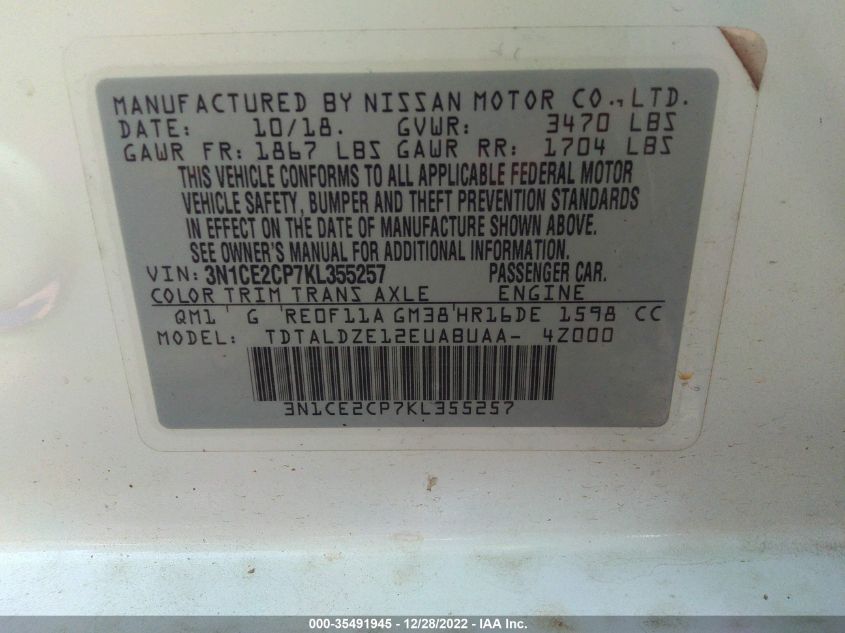 MANUFACTURED BY NISSAN MOTOR CO.,LTD.
DATE: 10/18. GVWR: 3470 LBS
GAWR FR: 1867 LBS GAWR RR: 1704 LBS
THIS VEHICLE CONFORMS TO ALL APPLICABLE FEDERAL MOTOR
VEHICLE SAFETY, BUMPER AND THEFT PREVENTION STANDARDS
IN EFFECT ON THE DATE OF MANUFACTURE SHOWN ABOVE.
SEE OWNER'S MANUAL FOR ADDITIONAL INFORMATION.
VIN: 3N1CE2CP7KL355257 PASSENGER CAR.
COLOR TRIM TRANS AXLE ENGINE
QM1 ' G 'RE0F11A GM38'HR16DE 1598 CC
MODEL: TDTALDZE12EUABUAA- 4Z000
3N1CE2CP7KL355257
000-35491945 - 12/28/2022 - IAA Inc.